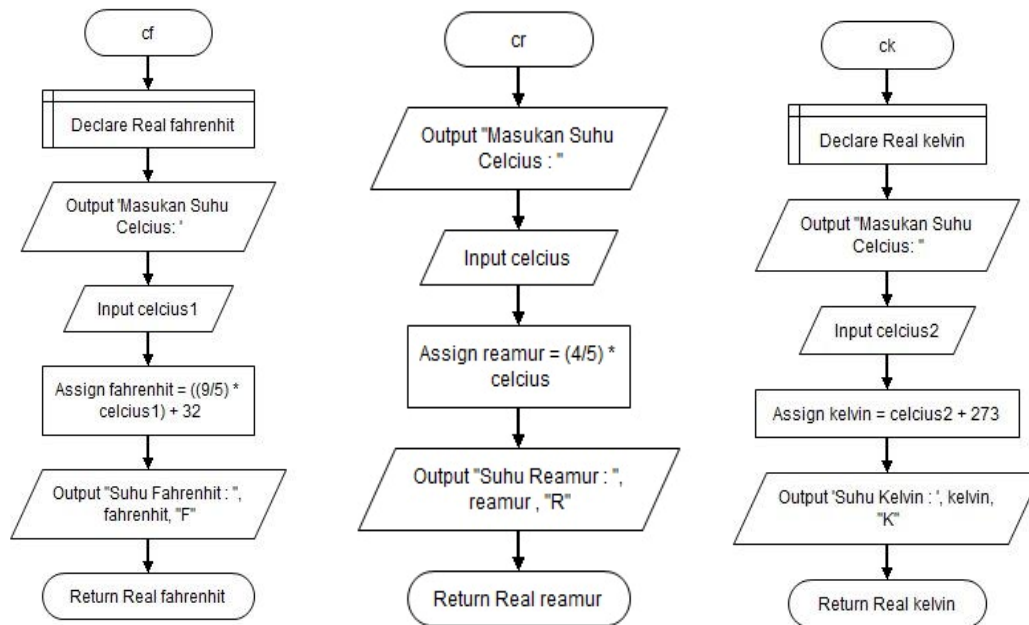 cf
Declare Real fahrenhit
Output 'Masukan Suhu
Celcius: '
Input celcius1
Assign fahrenhit = ((9/5) *
celcius1) + 32
Output "Suhu Fahrenhit : ",
fahrenhit, "F"
Return Real fahrenhit
cr
Output "Masukan Suhu
Celcius : "
Input celcius
Assign reamur = (4/5) *
celcius
Output "Suhu Reamur : ",
reamur , "R"
Return Real reamur
ck
Declare Real kelvin
Output "Masukan Suhu
Celcius: "
Input celcius2
Assign kelvin = celcius2 + 273
Output 'Suhu Kelvin : ', kelvin,
"K"
Return Real kelvin